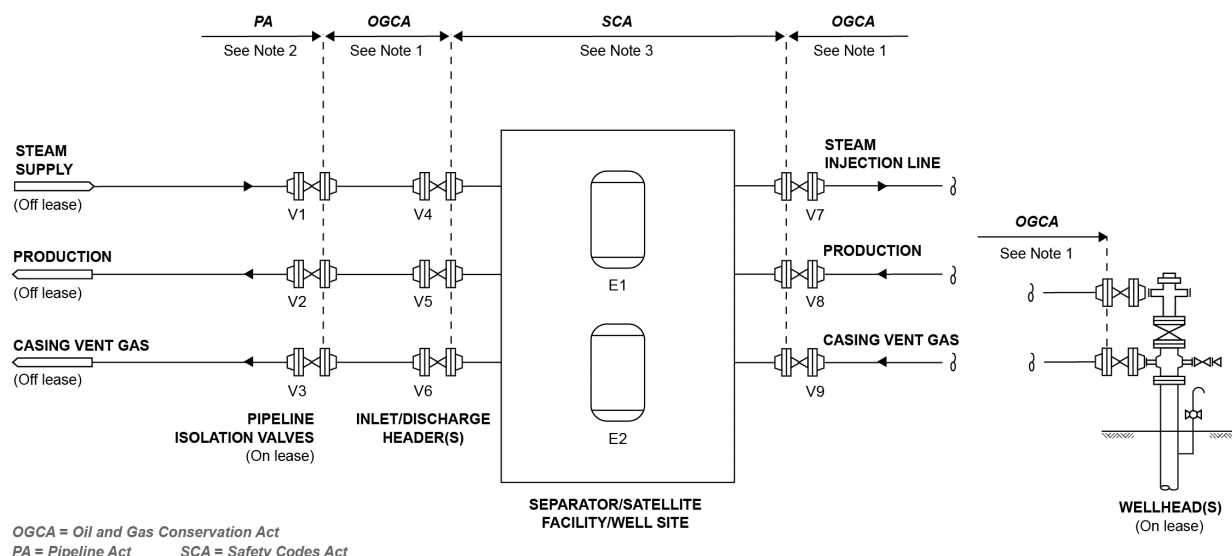 PA
OGCA
SCA
OGCA
See Note 2
See Note 1
See Note 3
See Note 1
STEAM
SUPPLY
(Off lease)
V1
V4
STEAM
INJECTION LINE
V7
PRODUCTION
(Off lease)
V2
V5
E1
PRODUCTION
V8
OGCA
See Note 1
CASING VENT GAS
(Off lease)
V3
V6
E2
CASING VENT GAS
V9
PIPELINE
ISOLATION VALVES
(On lease)
INLET/DISCHARGE
HEADER(S)
SEPARATOR/SATELLITE
FACILITY/WELL SITE
WELLHEAD(S)
(On lease)
OGCA = Oil and Gas Conservation Act
PA = Pipeline Act SCA = Safety Codes Act